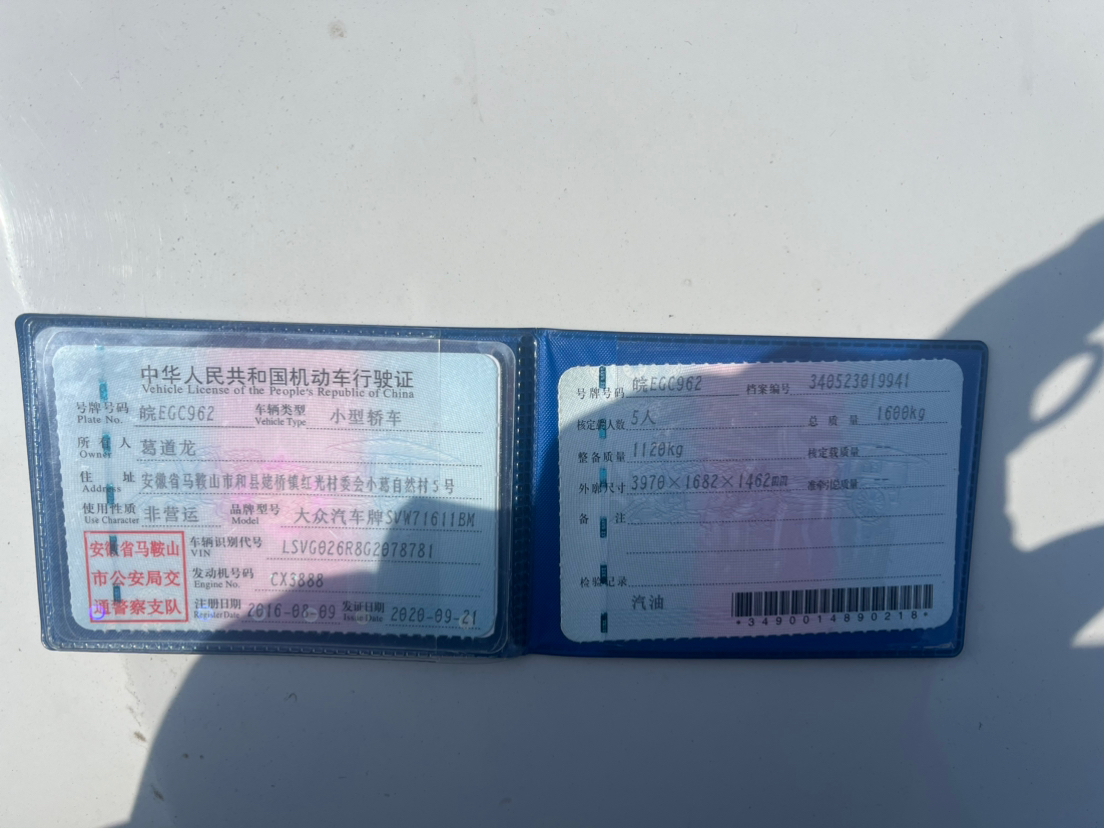 中华人民共和国机动车行驶证
Vehicle License of the People's Republic of China
号牌号码 Plate No. 皖EGC962 车辆类型 Vehicle Type 小型轿车
所有人 Owner 葛道龙
住址 Address 安徽省马鞍山市和县姥桥镇红光村委会小葛自然村5号
使用性质 Use Character 非营运 品牌型号 Model 大众汽车牌SVW71611BM
安徽省马鞍山
市公安局交
通警察支队
车辆识别代号 VIN LSVG026R8G2078781
发动机号码 Engine No. CX3888
注册日期 Register Date 2016-08-09 发证日期 Issue Date 2020-09-21
号牌号码 皖EGC962 档案编号 340523019941
核定载人数 5人 总质量 1600kg
整备质量 1120kg 核定载质量 --
外廓尺寸 3970×1682×1462mm 准牵引总质量 --
备注
检验记录
汽油
*3490014890218*